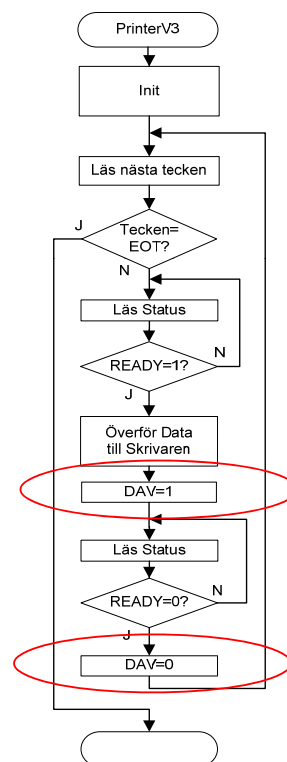 PrinterV3
Init
Läs nästa tecken
J
Tecken=
EOT?
N
Läs Status
READY=1?
N
J
Överför Data
till Skrivaren
DAV=1
Läs Status
READY=0?
N
J
DAV=0